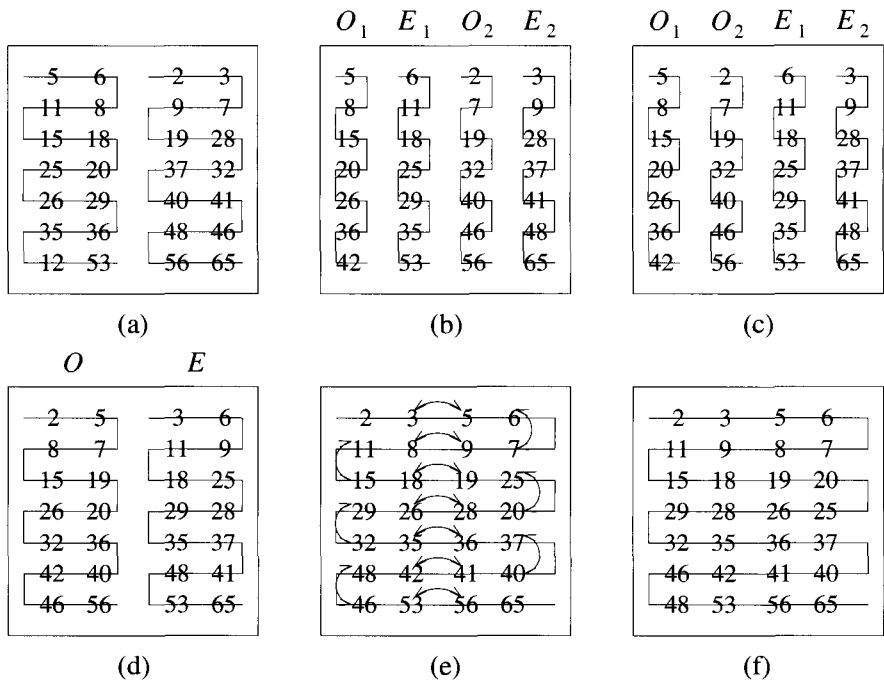 5 6 2 3
11 8 9 7
15 18 19 28
25 20 37 32
26 29 40 41
35 36 48 46
12 53 56 65
(a)
O1 E1 O2 E2
5 6 2 3
8 11 7 9
15 18 19 28
20 25 32 37
26 29 40 41
36 35 46 48
42 53 56 65
(b)
O1 O2 E1 E2
5 2 6 3
8 7 11 9
15 19 18 28
20 32 25 37
26 40 29 41
36 46 35 48
42 56 53 65
(c)
O E
2 5 3 6
8 7 11 9
15 19 18 25
26 20 29 28
32 36 35 37
42 40 48 41
46 56 53 65
(d)
2 3 5 6
11 8 9 7
15 18 19 25
29 26 28 20
32 35 36 37
48 42 41 40
46 53 56 65
(e)
2 3 5 6
11 9 8 7
15 18 19 20
29 28 26 25
32 35 36 37
46 42 41 40
48 53 56 65
(f)